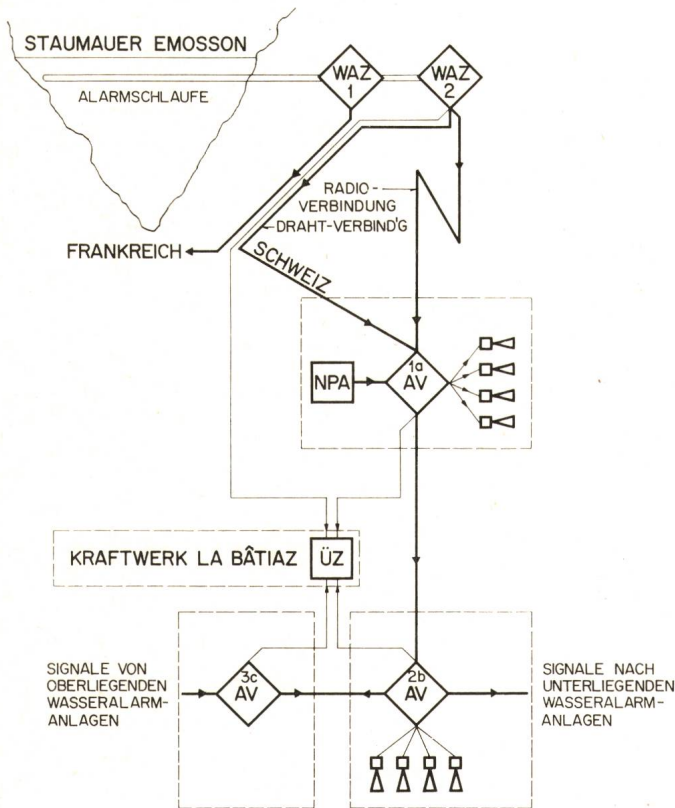 STAUMAUER EMOSSON
ALARMSCHLAUFE
WAZ
1
WAZ
2
RADIO-
VERBINDUNG
DRAHT-VERBIND'G
FRANKREICH
SCHWEIZ
NPA
1a
AV
KRAFTWERK LA BÂTIAZ
ÜZ
SIGNALE VON
OBERLIEGENDEN
WASSERALARM-
ANLAGEN
3c
AV
2b
AV
SIGNALE NACH
UNTERLIEGENDEN
WASSERALARM-
ANLAGEN